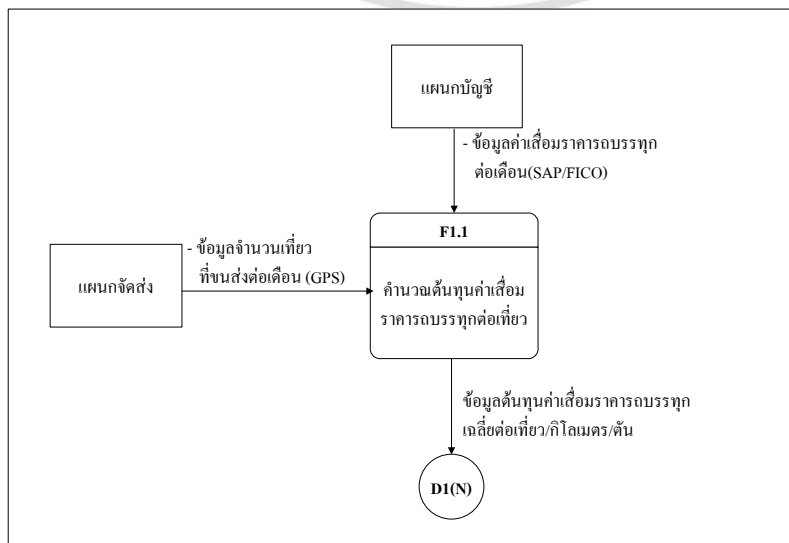 แผนกบัญชี
- ข้อมูลค่าเสื่อมราคารถบรรทุก
ต่อเดือน(SAP/FICO)
F1.1
- ข้อมูลจำนวนเที่ยว
ที่ขนส่งต่อเดือน (GPS)
แผนกจัดส่ง
คำนวณต้นทุนค่าเสื่อม
ราคารถบรรทุกต่อเที่ยว
ข้อมูลต้นทุนค่าเสื่อมราคารถบรรทุก
เฉลี่ยต่อเที่ยว/กิโลเมตร/ตัน
D1(N)